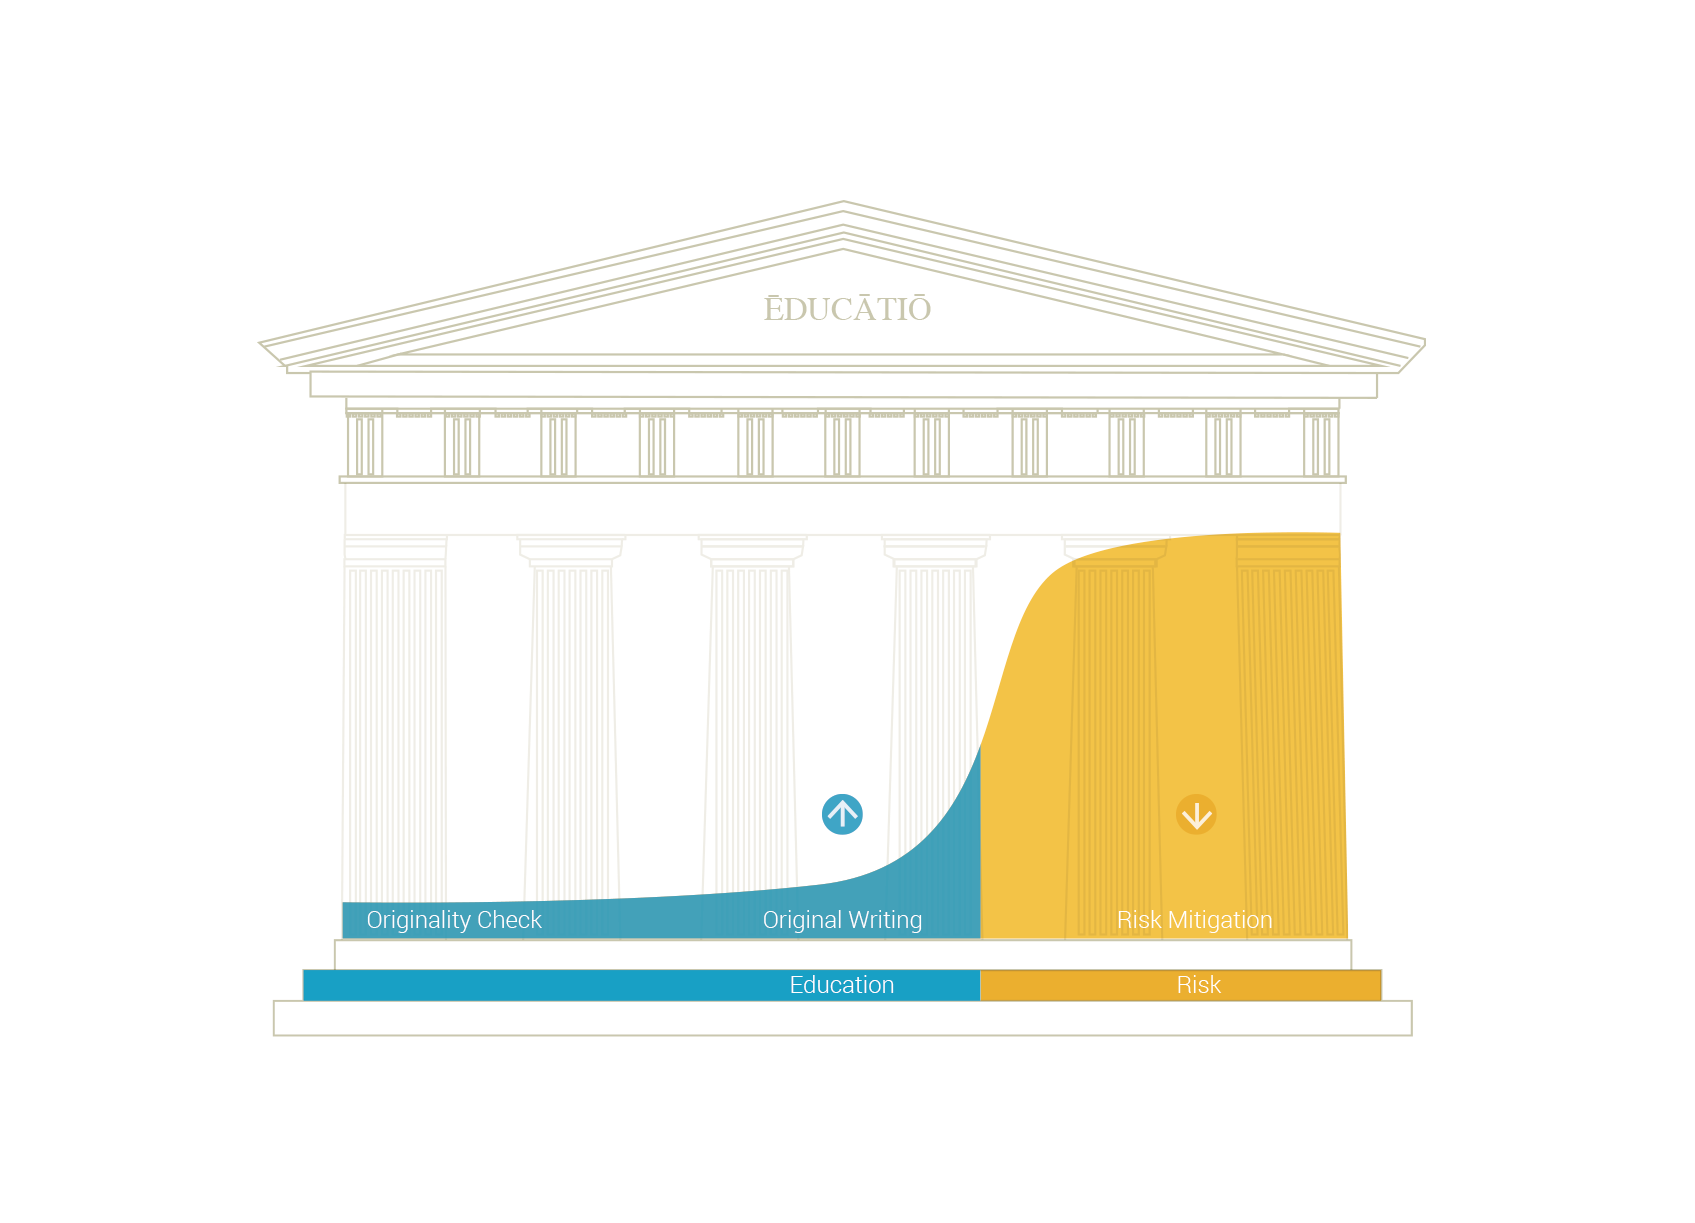 ĒDUCĀTIŌ
Originality Check
Original Writing
Risk Mitigation
Education
Risk